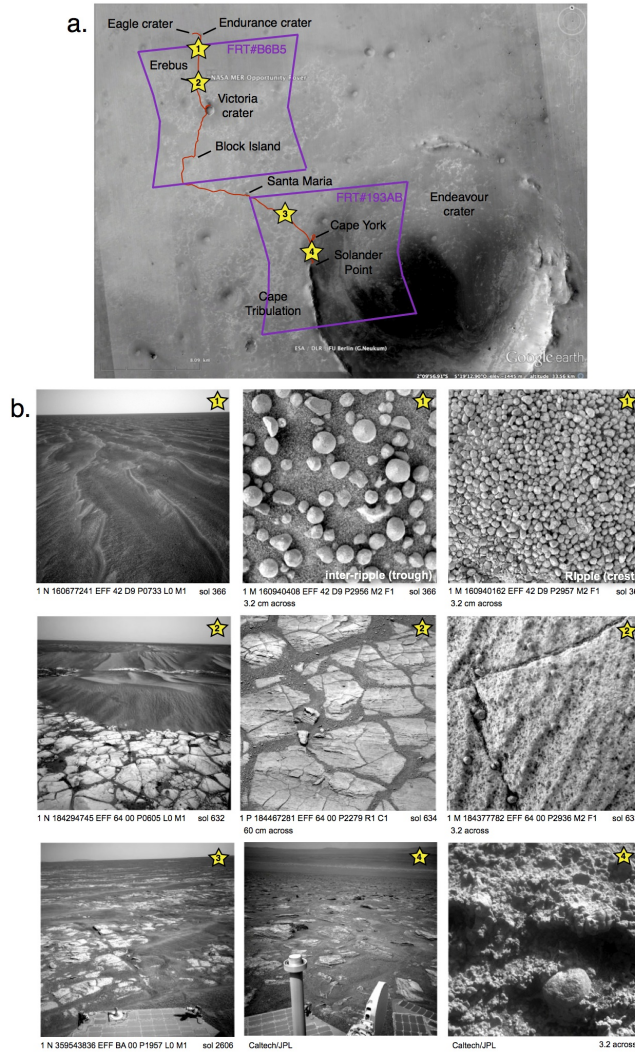 a.
Eagle crater
Endurance crater
1
FRT#B6B5
Erebus
NASA MER Opportunity Rover
2
Victoria
crater
Block Island
Santa Maria
FRT#193AB
Endeavour
crater
3
Cape York
4
Solander
Point
Cape
Tribulation
ESA : DLR : FU Berlin (G.Neukum)
Google earth
b.
1
1
1
inter-ripple (trough)
Ripple (crest
1 N 160677241 EFF 42 D9 P0733 L0 M1 sol 366
1 M 160940408 EFF 42 D9 P2956 M2 F1 sol 366
3.2 cm across
1 M 160940162 EFF 42 D9 P2957 M2 F1 sol 36
3.2 cm across
2
2
2
1 N 184294745 EFF 64 00 P0605 L0 M1 sol 632
1 P 184467281 EFF 64 00 P2279 R1 C1 sol 634
60 cm across
1 M 184377782 EFF 64 00 P2936 M2 F1 sol 63
3.2 across
3
4
4
1 N 359543836 EFF BA 00 P1957 L0 M1 sol 2606
Caltech/JPL
Caltech/JPL 3.2 across